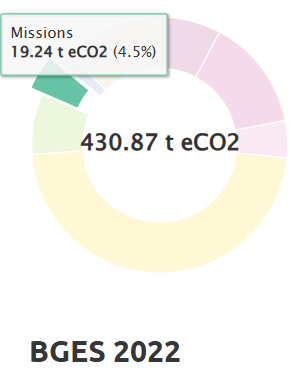 Missions
19.24 t eCO2 (4.5%)
430.87 t eCO2
BGES 2022